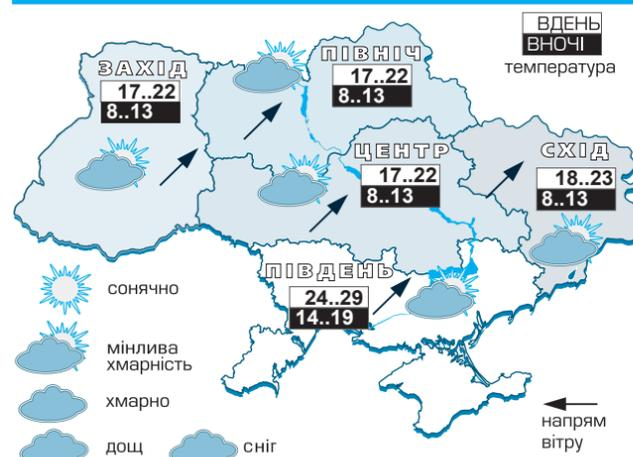 ВДЕНЬ
ВНОЧІ
температура
ЗАХІД
17..22
8..13
ПІВНІЧ
17..22
8..13
ЦЕНТР
17..22
8..13
СХІД
18..23
8..13
ПІВДЕНЬ
24..29
14..19
сонячно
мінлива
хмарність
хмарно
дощ
сніг
напрям
вітру